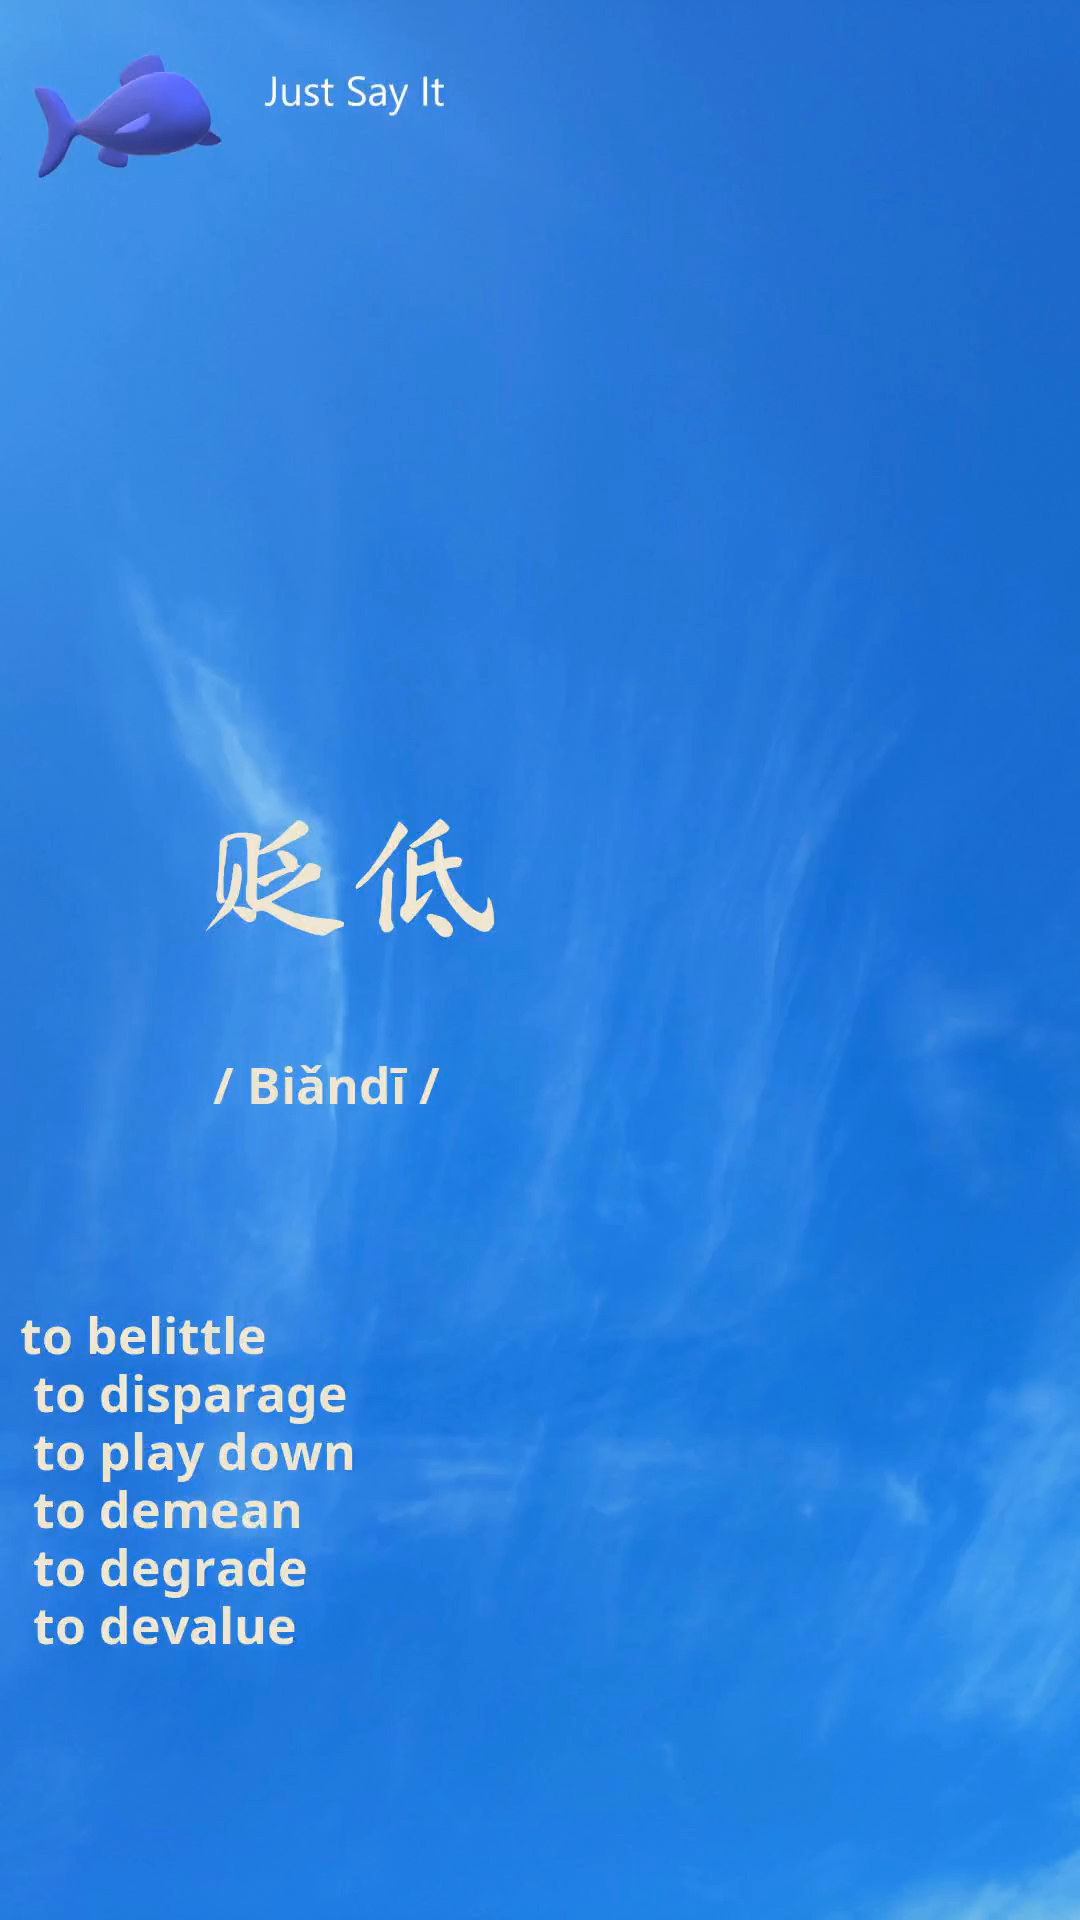 Just Say It
贬低
/ Biǎndī /
to belittle
to disparage
to play down
to demean
to degrade
to devalue